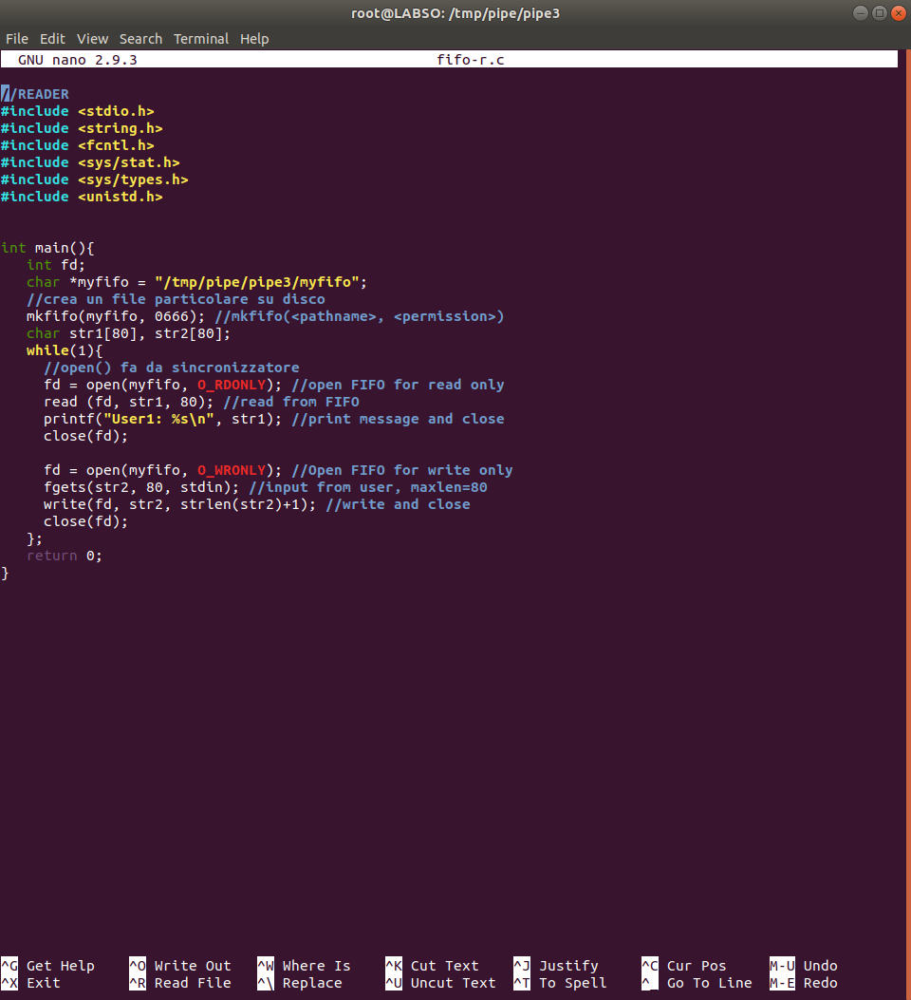 root@LABSO: /tmp/pipe/pipe3
File Edit View Search Terminal Help
GNU nano 2.9.3 fifo-r.c
//READER
#include <stdio.h>
#include <string.h>
#include <fcntl.h>
#include <sys/stat.h>
#include <sys/types.h>
#include <unistd.h>
int main(){
int fd;
char *myfifo = "/tmp/pipe/pipe3/myfifo";
//crea un file particolare su disco
mkfifo(myfifo, 0666); //mkfifo(<pathname>, <permission>)
char str1[80], str2[80];
while(1){
//open() fa da sincronizzatore
fd = open(myfifo, O_RDONLY); //open FIFO for read only
read (fd, str1, 80); //read from FIFO
printf("User1: %s\n", str1); //print message and close
close(fd);
fd = open(myfifo, O_WRONLY); //Open FIFO for write only
fgets(str2, 80, stdin); //input from user, maxlen=80
write(fd, str2, strlen(str2)+1); //write and close
close(fd);
};
return 0;
}
^G Get Help ^O Write Out ^W Where Is ^K Cut Text ^J Justify ^C Cur Pos M-U Undo
^X Exit ^R Read File ^\ Replace ^U Uncut Text ^T To Spell ^_ Go To Line M-E Redo